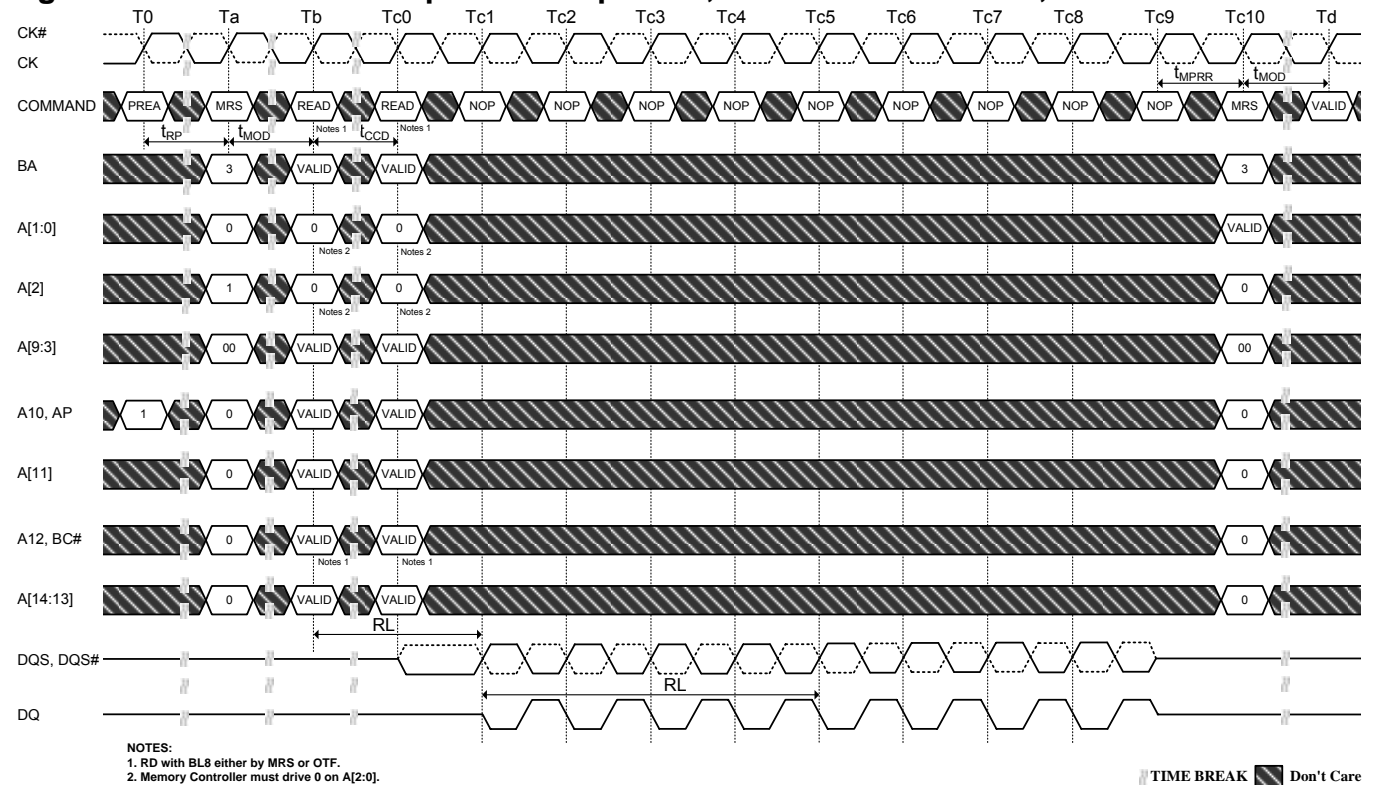 T0 Ta Tb Tc0 Tc1 Tc2 Tc3 Tc4 Tc5 Tc6 Tc7 Tc8 Tc9 Tc10 Td
CK#
CK
tMPRR tMOD
COMMAND PREA MRS READ READ NOP NOP NOP NOP NOP NOP NOP NOP NOP MRS VALID
Notes 1 Notes 1
tRP tMOD tCCD
BA 3 VALID VALID 3
A[1:0] 0 0 0 VALID
Notes 2 Notes 2
A[2] 1 0 0 0
Notes 2 Notes 2
A[9:3] 00 VALID VALID 00
A10, AP 1 0 VALID VALID 0
A[11] 0 VALID VALID 0
A12, BC# 0 VALID VALID 0
Notes 1 Notes 1
A[14:13] 0 VALID VALID 0
RL
DQS, DQS#
RL
DQ
NOTES:
1. RD with BL8 either by MRS or OTF.
2. Memory Controller must drive 0 on A[2:0].
TIME BREAK Don't Care